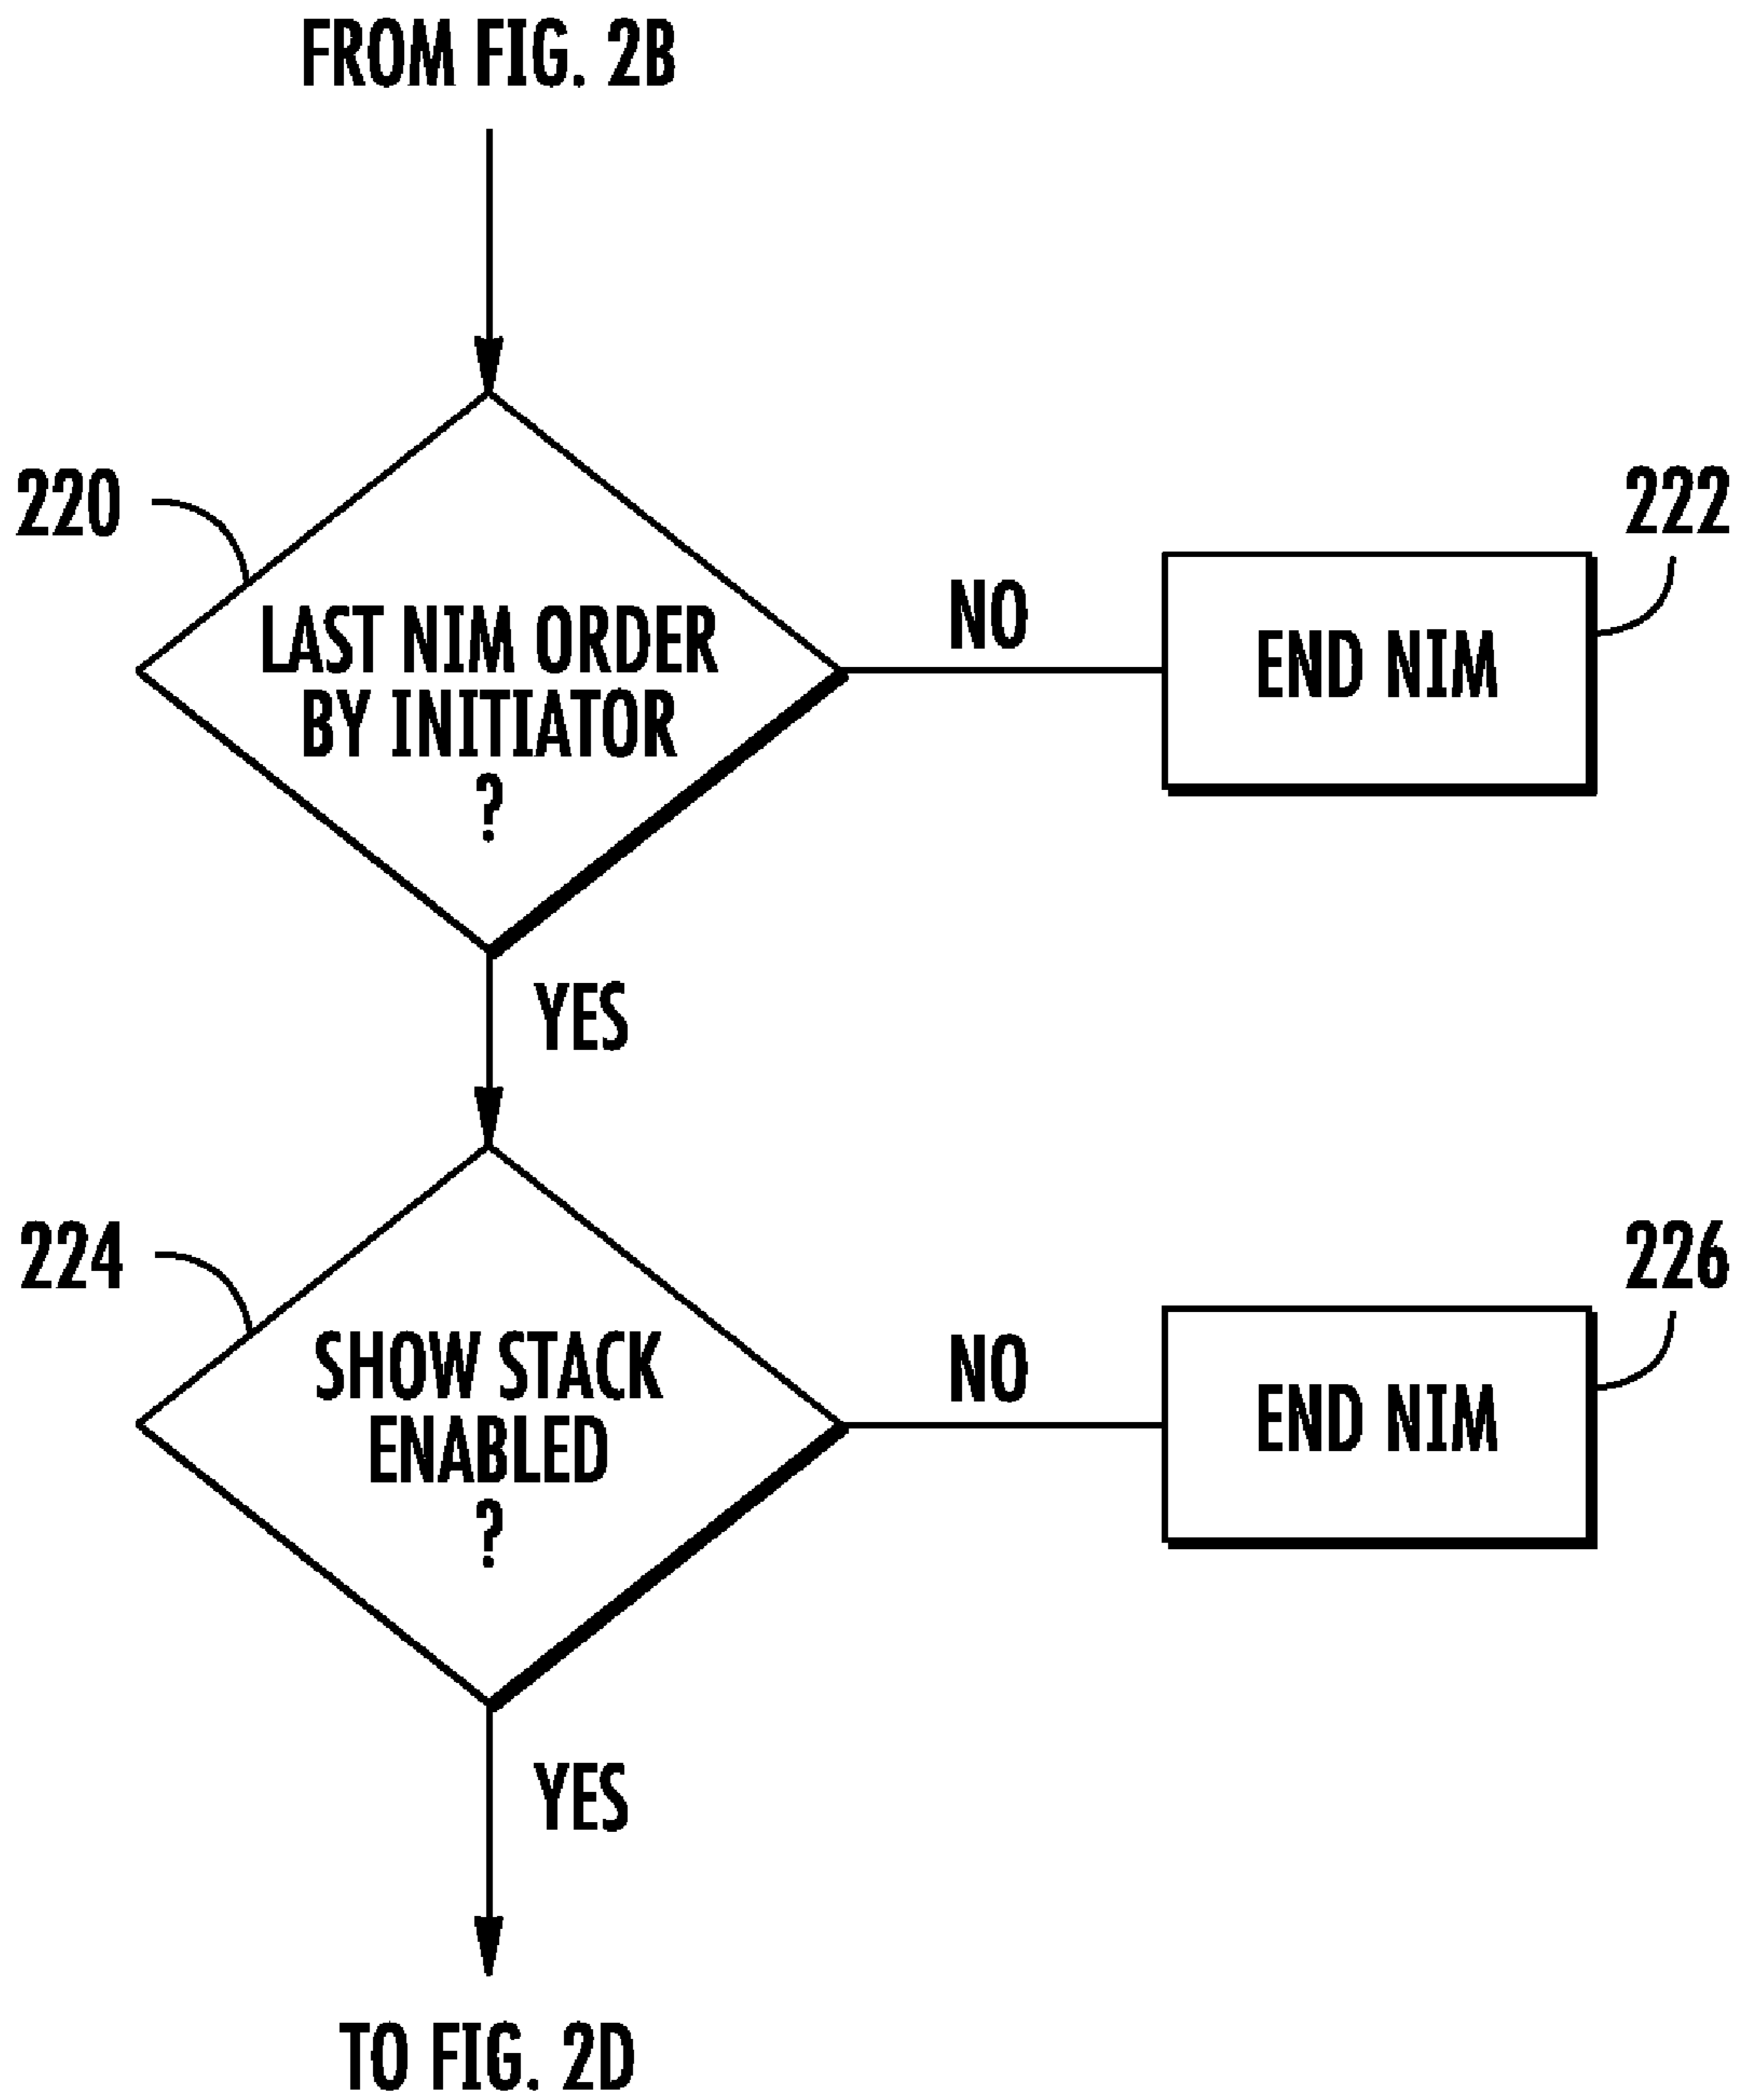 FROM FIG. 2B
220
222
LAST NIM ORDER
BY INITIATOR
?
NO
END NIM
YES
224
226
SHOW STACK
ENABLED
?
NO
END NIM
YES
TO FIG. 2D